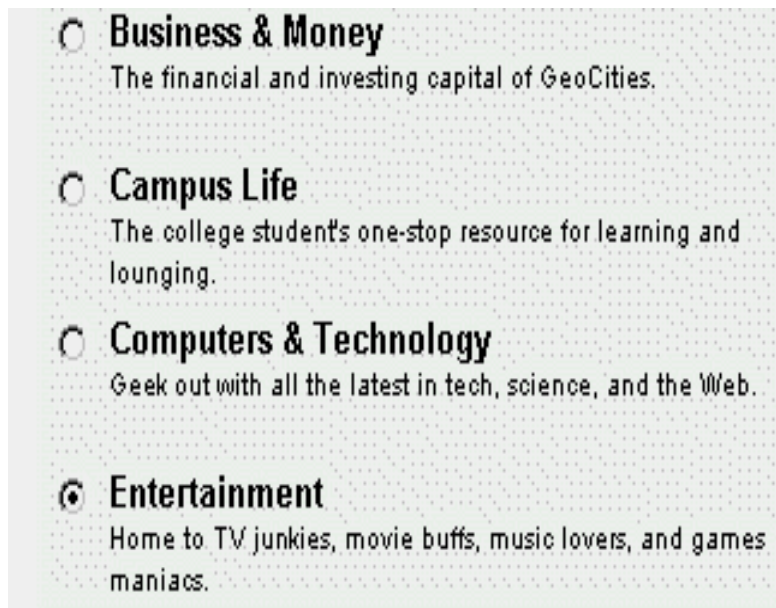 Business & Money
The financial and investing capital of GeoCities.
Campus Life
The college student's one-stop resource for learning and
lounging.
Computers & Technology
Geek out with all the latest in tech, science, and the Web.
Entertainment
Home to TV junkies, movie buffs, music lovers, and games
maniacs.